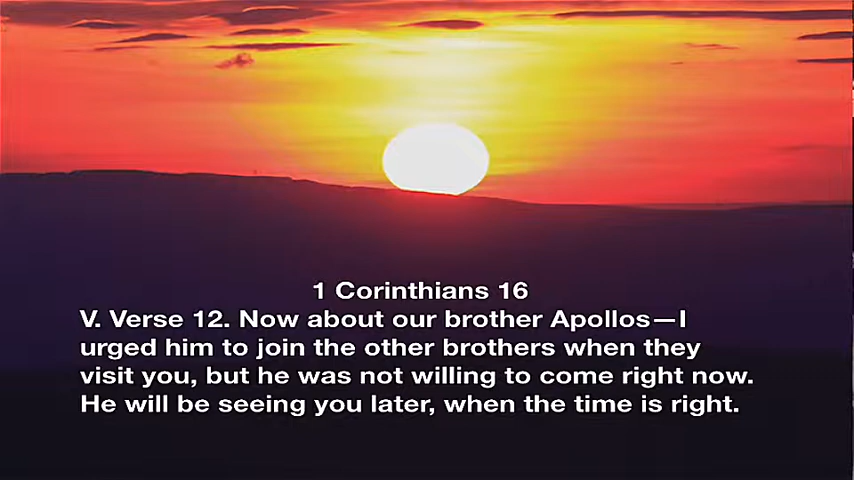 1 Corinthians 16
V. Verse 12. Now about our brother Apollos—I
urged him to join the other brothers when they
visit you, but he was not willing to come right now.
He will be seeing you later, when the time is right.